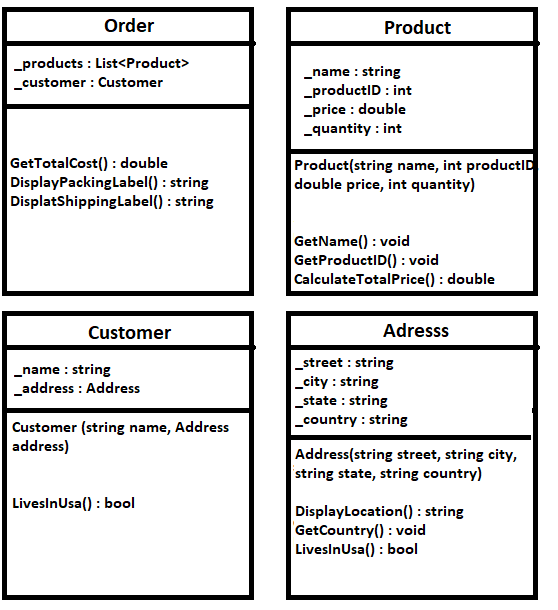 Order
_products : List<Product>
_customer : Customer
GetTotalCost() : double
DisplayPackingLabel() : string
DisplatShippingLabel() : string
Product
_name : string
_productID : int
_price : double
_quantity : int
Product(string name, int productID
double price, int quantity)
GetName() : void
GetProductID() : void
CalculateTotalPrice() : double
Customer
_name : string
_address : Address
Customer (string name, Address
address)
LivesInUsa() : bool
Adresss
_street : string
_city : string
_state : string
_country : string
Address(string street, string city,
string state, string country)
DisplayLocation() : string
GetCountry() : void
LivesInUsa() : bool